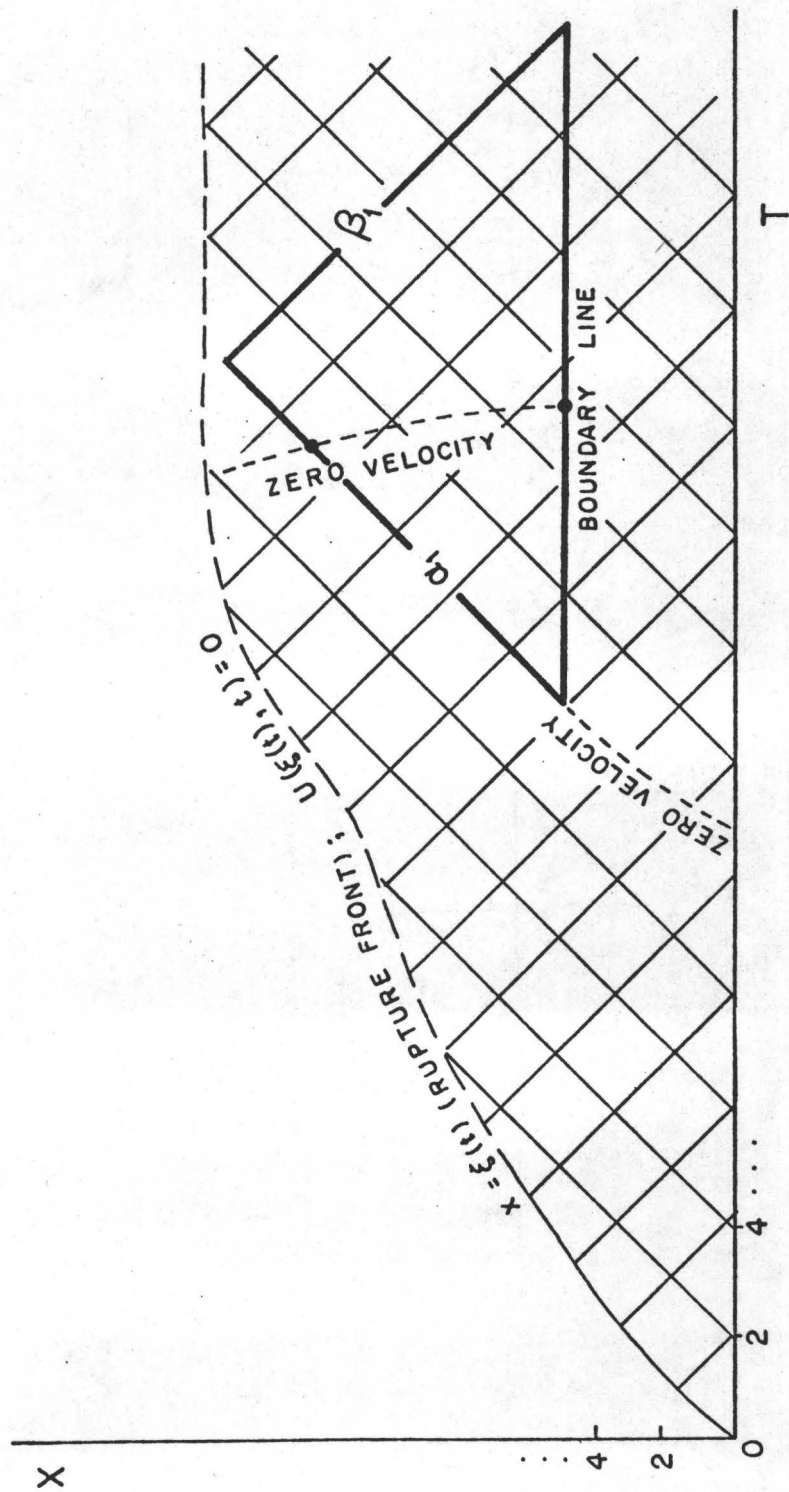 X
x = ξ(t) (RUPTURE FRONT); U(ξ(t), t) = 0
ZERO VELOCITY
α₁
β₁
BOUNDARY LINE
ZERO VELOCITY
4
2
0
2
4
T